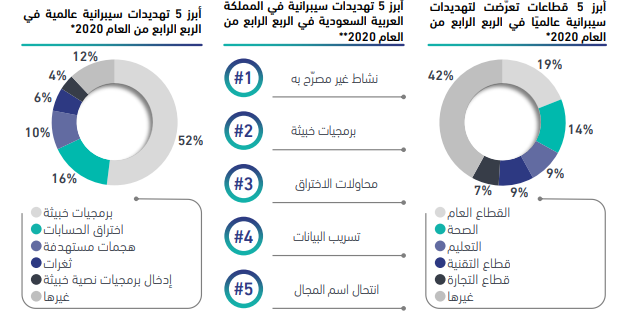 أبرز 5 قطاعات تعرّضت لتهديدات
سيبرانية عالميًا في الربع الرابع من
العام 2020*
19%
14%
9%
9%
7%
42%
القطاع العام
الصحة
التعليم
قطاع التقنية
قطاع التجارة
غيرها
أبرز 5 تهديدات سيبرانية في المملكة
العربية السعودية في الربع الرابع من
العام 2020**
#1 نشاط غير مصرّح به
#2 برمجيات خبيثة
#3 محاولات الاختراق
#4 تسريب البيانات
#5 انتحال اسم المجال
أبرز 5 تهديدات سيبرانية عالمية في
الربع الرابع من العام 2020*
12%
4%
6%
10%
16%
52%
برمجيات خبيثة
اختراق الحسابات
هجمات مستهدفة
ثغرات
إدخال برمجيات نصية خبيثة
غيرها